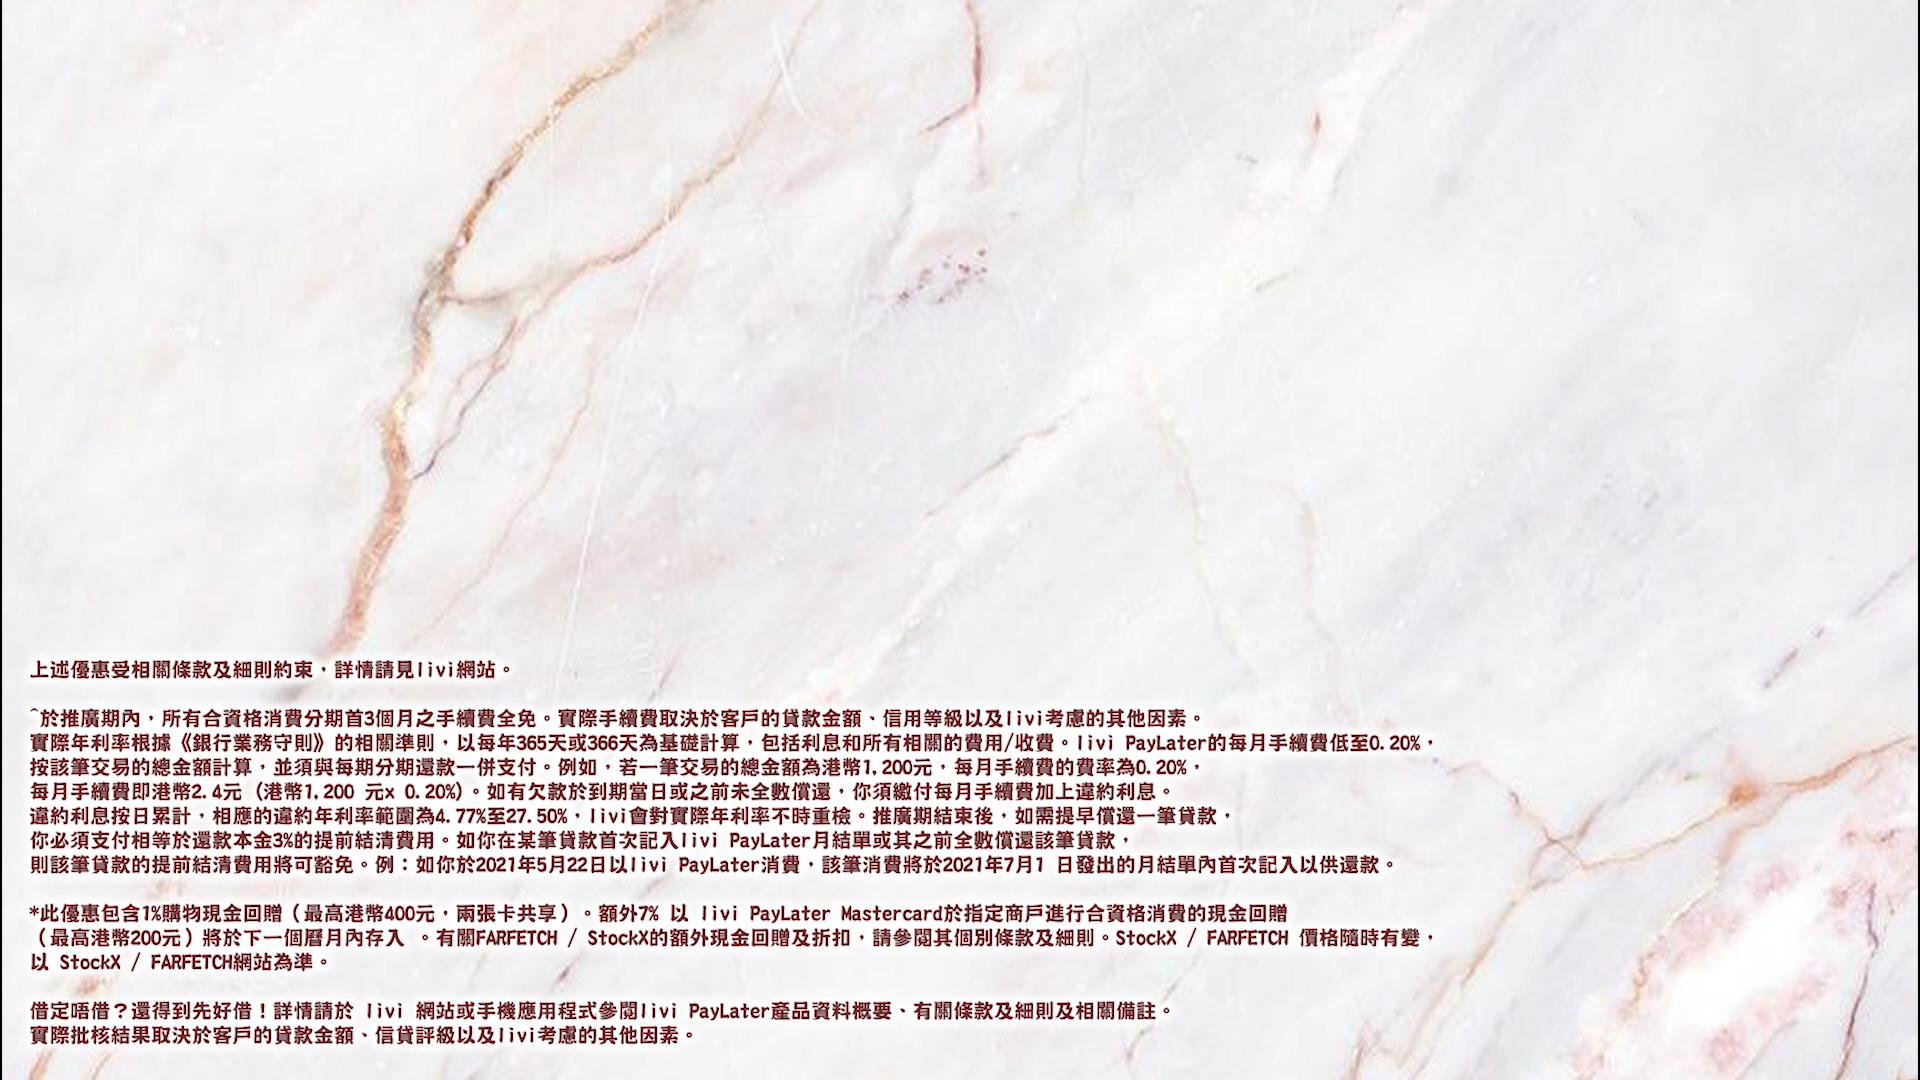 上述優惠受相關條款及細則約束，詳情請見livi網站。
^於推廣期內，所有合資格消費分期首3個月之手續費全免。實際手續費取決於客戶的貸款金額、信用等級以及livi考慮的其他因素。
實際年利率根據《銀行業務守則》的相關準則，以每年365天或366天為基礎計算，包括利息和所有相關的費用/收費。livi PayLater的每月手續費低至0.20%，
按該筆交易的總金額計算，並須與每期分期還款一併支付。例如，若一筆交易的總金額為港幣1,200元，每月手續費的費率為0.20%，
每月手續費即港幣2.4元 (港幣1,200 元x 0.20%)。如有欠款於到期當日或之前未全數償還，你須繳付每月手續費加上違約利息。
違約利息按日累計，相應的違約年利率範圍為4.77%至27.50%，livi會對實際年利率不時重檢。推廣期結束後，如需提早償還一筆貸款，
你必須支付相等於還款本金3%的提前結清費用。如你在某筆貸款首次記入livi PayLater月結單或其之前全數償還該筆貸款，
則該筆貸款的提前結清費用將可豁免。例：如你於2021年5月22日以livi PayLater消費，該筆消費將於2021年7月1 日發出的月結單內首次記入以供還款。
*此優惠包含1%購物現金回贈（最高港幣400元，兩張卡共享）。額外7% 以 livi PayLater Mastercard於指定商戶進行合資格消費的現金回贈
（最高港幣200元）將於下一個曆月內存入 。有關FARFETCH / StockX的額外現金回贈及折扣，請參閱其個別條款及細則。StockX / FARFETCH 價格隨時有變，
以 StockX / FARFETCH網站為準。
借定唔借？還得到先好借！詳情請於 livi 網站或手機應用程式參閱livi PayLater產品資料概要、有關條款及細則及相關備註。
實際批核結果取決於客戶的貸款金額、信貸評級以及livi考慮的其他因素。